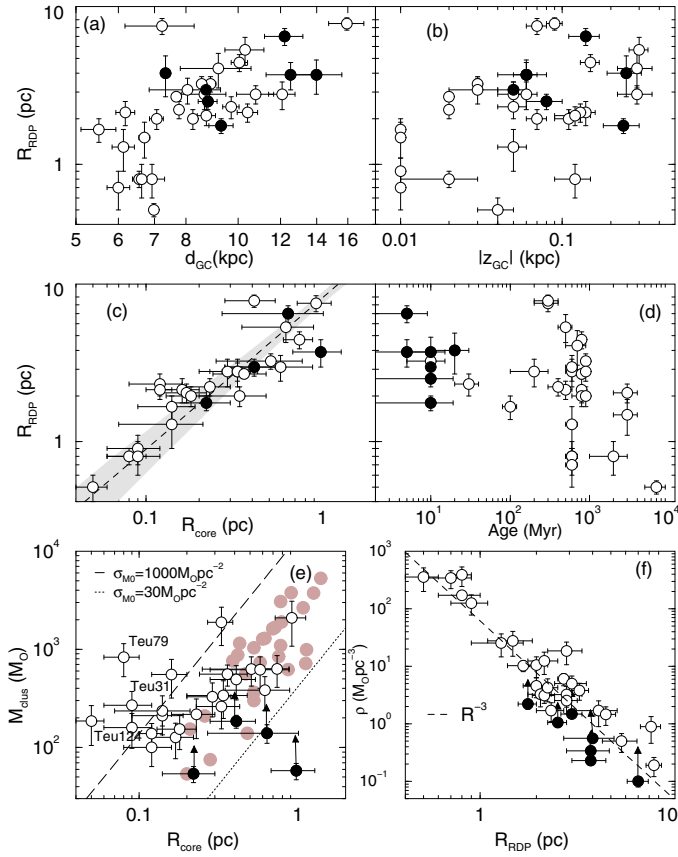 10
(a)
(b)
R_RDP (pc)
1
5 6 7 8 10 12 14 16
0.01 0.1
d_GC(kpc)
|z_GC| (kpc)
10
(c)
(d)
R_RDP (pc)
1
0.1 1
10^1 10^2 10^3 10^4
R_core (pc)
Age (Myr)
10^4
σ_M0=1000M_⊙pc^-2
(e)
σ_M0=30M_⊙pc^-2
(f)
10^3
10^3
Teu79
10^2
M_clus (M_⊙)
Teu31
10^1
ρ (M_⊙pc^-3)
Teu124
10^0
R^-3
10^2
10^-1
0.1 1
1 10
R_core (pc)
R_RDP (pc)